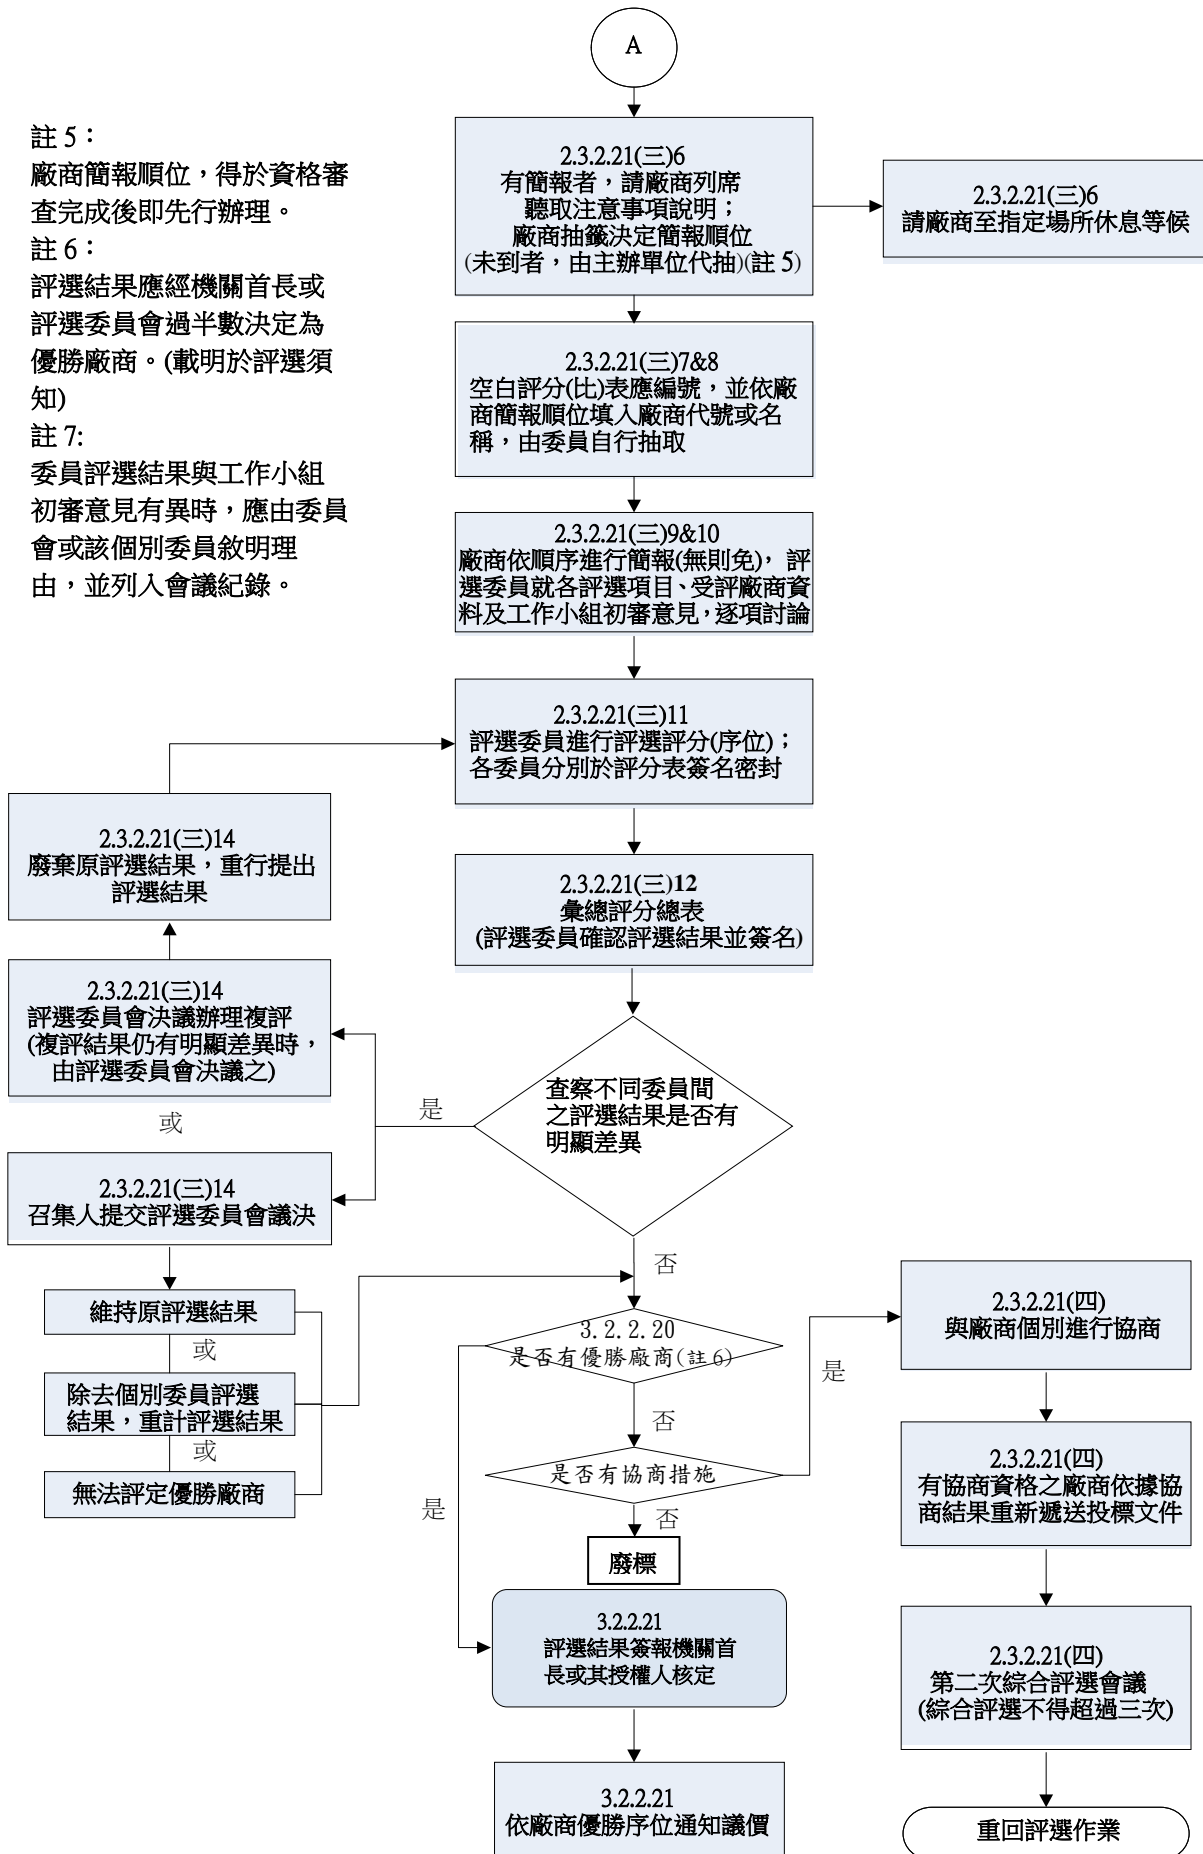 A
註 5：
廠商簡報順位，得於資格審
查完成後即先行辦理。
註 6：
評選結果應經機關首長或
評選委員會過半數決定為
優勝廠商。(載明於評選須
知)
註 7:
委員評選結果與工作小組
初審意見有異時，應由委員
會或該個別委員敘明理
由，並列入會議紀錄。
2.3.2.21(三)6
有簡報者，請廠商列席
聽取注意事項說明；
廠商抽籤決定簡報順位
(未到者，由主辦單位代抽)(註 5)
2.3.2.21(三)6
請廠商至指定場所休息等候
2.3.2.21(三)7&8
空白評分(比)表應編號，並依廠
商簡報順位填入廠商代號或名
稱，由委員自行抽取
2.3.2.21(三)9&10
廠商依順序進行簡報(無則免)，評
選委員就各評選項目、受評廠商資
料及工作小組初審意見，逐項討論
2.3.2.21(三)11
評選委員進行評選評分(序位)；
各委員分別於評分表簽名密封
2.3.2.21(三)14
廢棄原評選結果，重行提出
評選結果
2.3.2.21(三)12
彙總評分總表
(評選委員確認評選結果並簽名)
2.3.2.21(三)14
評選委員會決議辦理複評
(複評結果仍有明顯差異時，
由評選委員會決議之)
或
是
查察不同委員間
之評選結果是否有
明顯差異
2.3.2.21(三)14
召集人提交評選委員會議決
否
維持原評選結果
或
除去個別委員評選
結果，重計評選結果
或
無法評定優勝廠商
3.2.2.20
是否有優勝廠商(註 6)
是
否
是否有協商措施
是
否
廢標
2.3.2.21(四)
與廠商個別進行協商
2.3.2.21(四)
有協商資格之廠商依據協
商結果重新遞送投標文件
3.2.2.21
評選結果簽報機關首
長或其授權人核定
2.3.2.21(四)
第二次綜合評選會議
(綜合評選不得超過三次)
3.2.2.21
依廠商優勝序位通知議價
重回評選作業